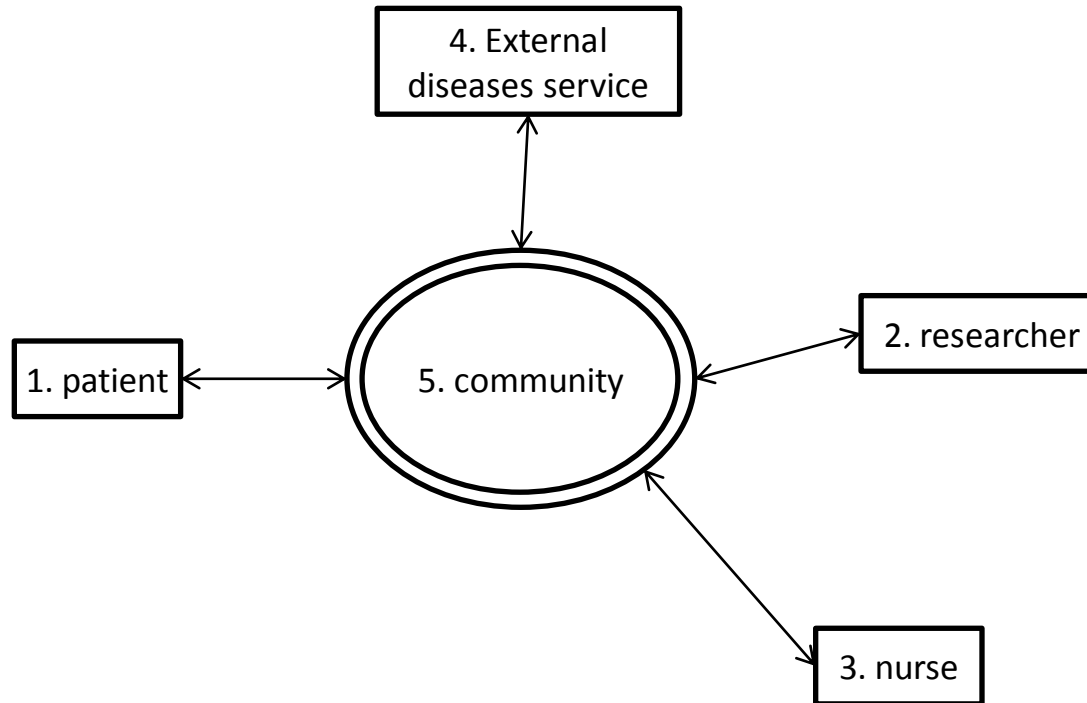 4. External
diseases service
2. researcher
1. patient
5. community
3. nurse